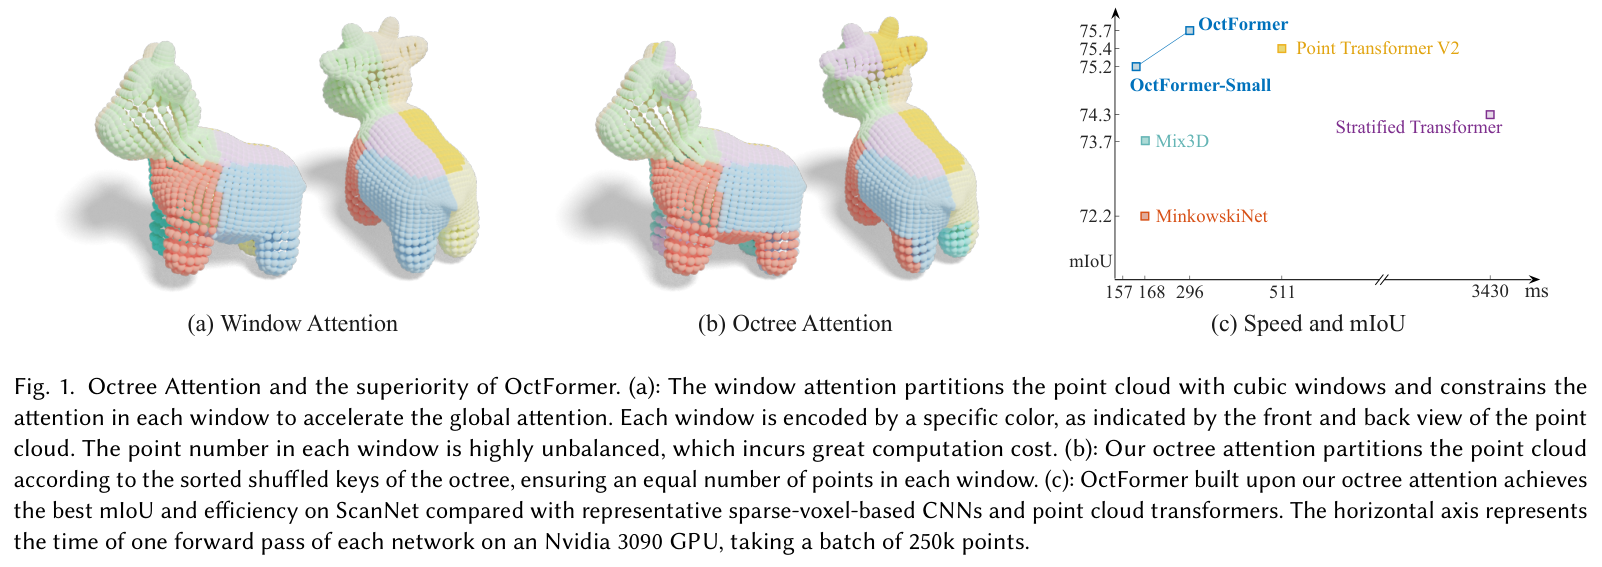 75.7
75.4
75.2
74.3
73.7
72.2
mIoU
OctFormer
Point Transformer V2
OctFormer-Small
Stratified Transformer
Mix3D
MinkowskiNet
157 168 296 511 3430 ms
(a) Window Attention
(b) Octree Attention
(c) Speed and mIoU
Fig. 1. Octree Attention and the superiority of OctFormer. (a): The window attention partitions the point cloud with cubic windows and constrains the
attention in each window to accelerate the global attention. Each window is encoded by a specific color, as indicated by the front and back view of the point
cloud. The point number in each window is highly unbalanced, which incurs great computation cost. (b): Our octree attention partitions the point cloud
according to the sorted shuffled keys of the octree, ensuring an equal number of points in each window. (c): OctFormer built upon our octree attention achieves
the best mIoU and efficiency on ScanNet compared with representative sparse-voxel-based CNNs and point cloud transformers. The horizontal axis represents
the time of one forward pass of each network on an Nvidia 3090 GPU, taking a batch of 250k points.